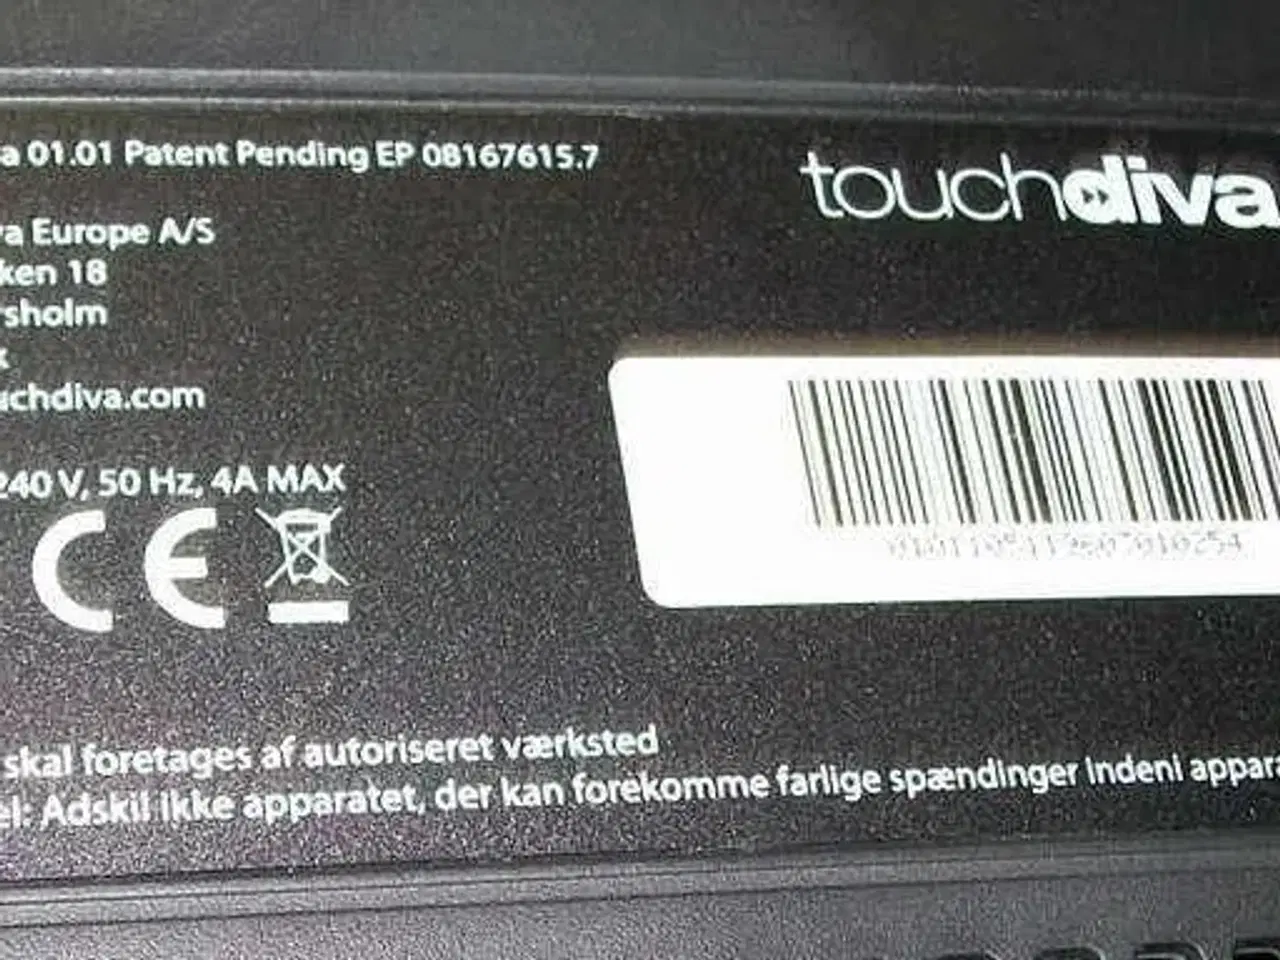 a 01.01 Patent Pending EP 08167615.7
touchdiva
va Europe A/S
ken 18
rsholm
k
uchdiva.com
240 V, 50 Hz, 4A MAX
CE
skal foretages af autoriseret værksted
el: Adskil ikke apparatet, der kan forekomme farlige spændinger indeni appara